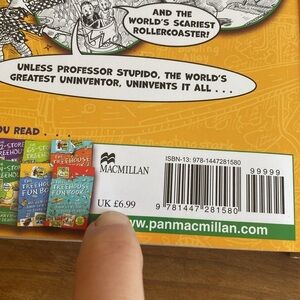 AND THE
WORLD'S SCARIEST
ROLLERCOASTER!
UNLESS PROFESSOR STUPIDO, THE WORLD'S
GREATEST UNINVENTOR, UNINVENTS IT ALL . . .
OU READ . . . .
MACMILLAN
ISBN-13: 978-1447281580
99999
UK £6.99
9 781447 281580
www.panmacmillan.com